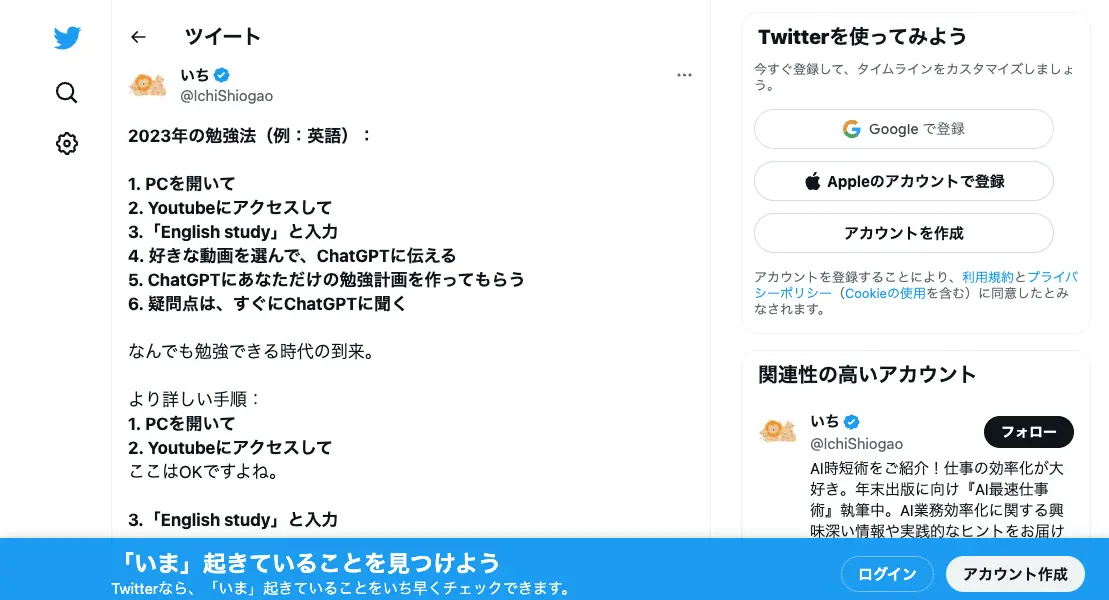 ツイート
いち
@IchiShiogao
2023年の勉強法（例：英語）：
1. PCを開いて
2. Youtubeにアクセスして
3.「English study」と入力
4. 好きな動画を選んで、ChatGPTに伝える
5. ChatGPTにあなただけの勉強計画を作ってもらう
6. 疑問点は、すぐにChatGPTに聞く
なんでも勉強できる時代の到来。
より詳しい手順：
1. PCを開いて
2. Youtubeにアクセスして
ここはOKですよね。
3.「English study」と入力
Twitterを使ってみよう
今すぐ登録して、タイムラインをカスタマイズしましょ
う。
Google で登録
Appleのアカウントで登録
アカウントを作成
アカウントを登録することにより、利用規約とプライバ
シーポリシー（Cookieの使用を含む）に同意したとみ
なされます。
関連性の高いアカウント
いち
@IchiShiogao
フォロー
AI時短術をご紹介！仕事の効率化が大
好き。年末出版に向け『AI最速仕事
術』執筆中。AI業務効率化に関する興
味深い情報や実践的なヒントをお届け
「いま」起きていることを見つけよう
Twitterなら、「いま」起きていることをいち早くチェックできます。
ログイン
アカウント作成